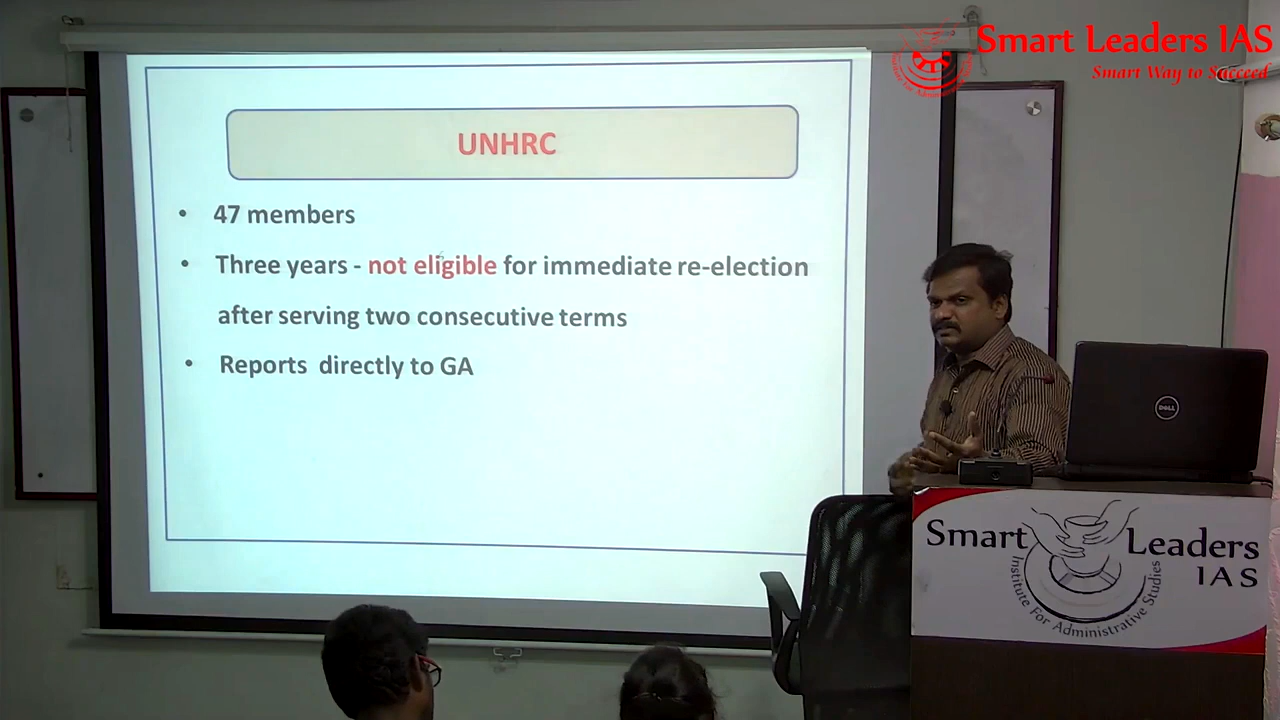 Smart Leaders IAS
Smart Way to Succeed
UNHRC
• 47 members
• Three years - not eligible for immediate re-election
after serving two consecutive terms
• Reports directly to GA
DELL
Smart Leaders
IAS
Institute For Administrative Studies